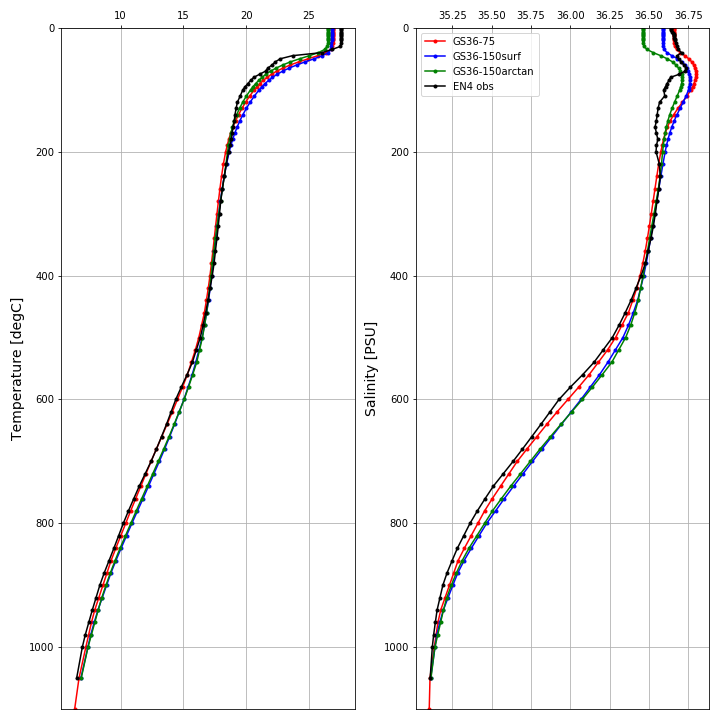 10 15 20 25
0
200
400
600
800
1000
Temperature [degC]
35.25 35.50 35.75 36.00 36.25 36.50 36.75
0
200
400
600
800
1000
Salinity [PSU]
GS36-75
GS36-150surf
GS36-150arctan
EN4 obs